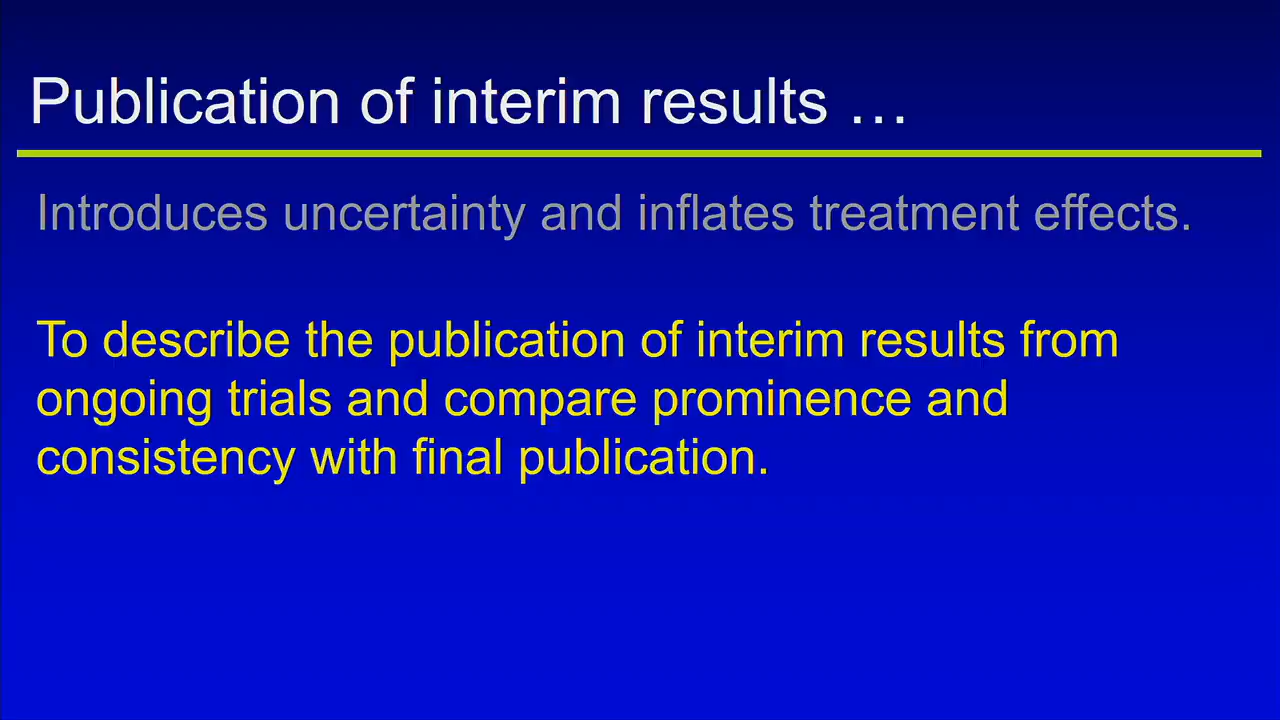 Publication of interim results …
Introduces uncertainty and inflates treatment effects.
To describe the publication of interim results from
ongoing trials and compare prominence and
consistency with final publication.